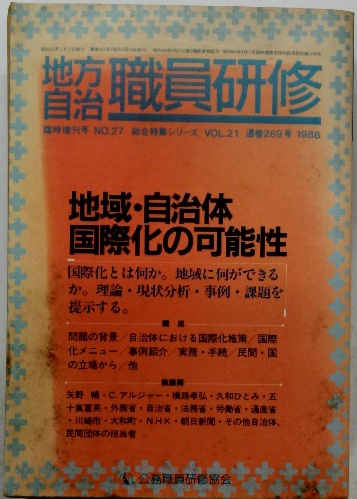 地方自治 職員研修
臨時増刊号 NO.27 総合特集シリーズ VOL.21 通巻269号 1988
地域・自治体
国際化の可能性
国際化とは何か。地域に何ができる
か。理論・現状分析・事例・課題を
提示する。
構成
問題の背景/自治体における国際化施策/国際
化メニュー/事例紹介/実務・手続/民間・国
の立場から/他
執筆陣
矢野 暢・C.アルジャー・横路孝弘・久和ひとみ・五
十嵐冨英・外務省・自治省・法務省・労働省・通産省
・川崎市・大和町・NHK・朝日新聞・その他自治体、
民間団体の担当者
公務職員研修協会